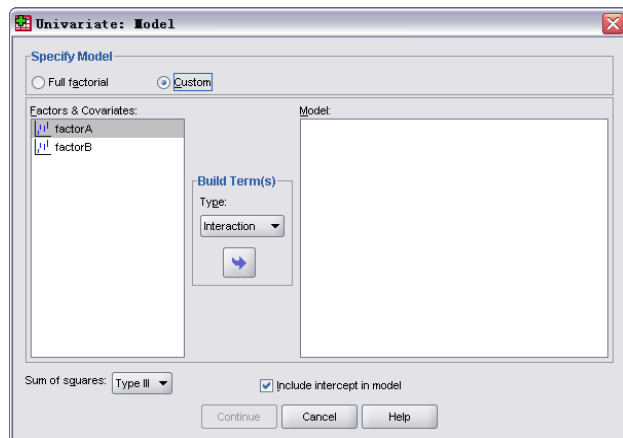 Univariate: Model
Specify Model
Full factorial
Custom
Factors & Covariates:
factorA
factorB
Build Term(s)
Type:
Interaction
Model:
Sum of squares:
Type III
Include intercept in model
Continue
Cancel
Help